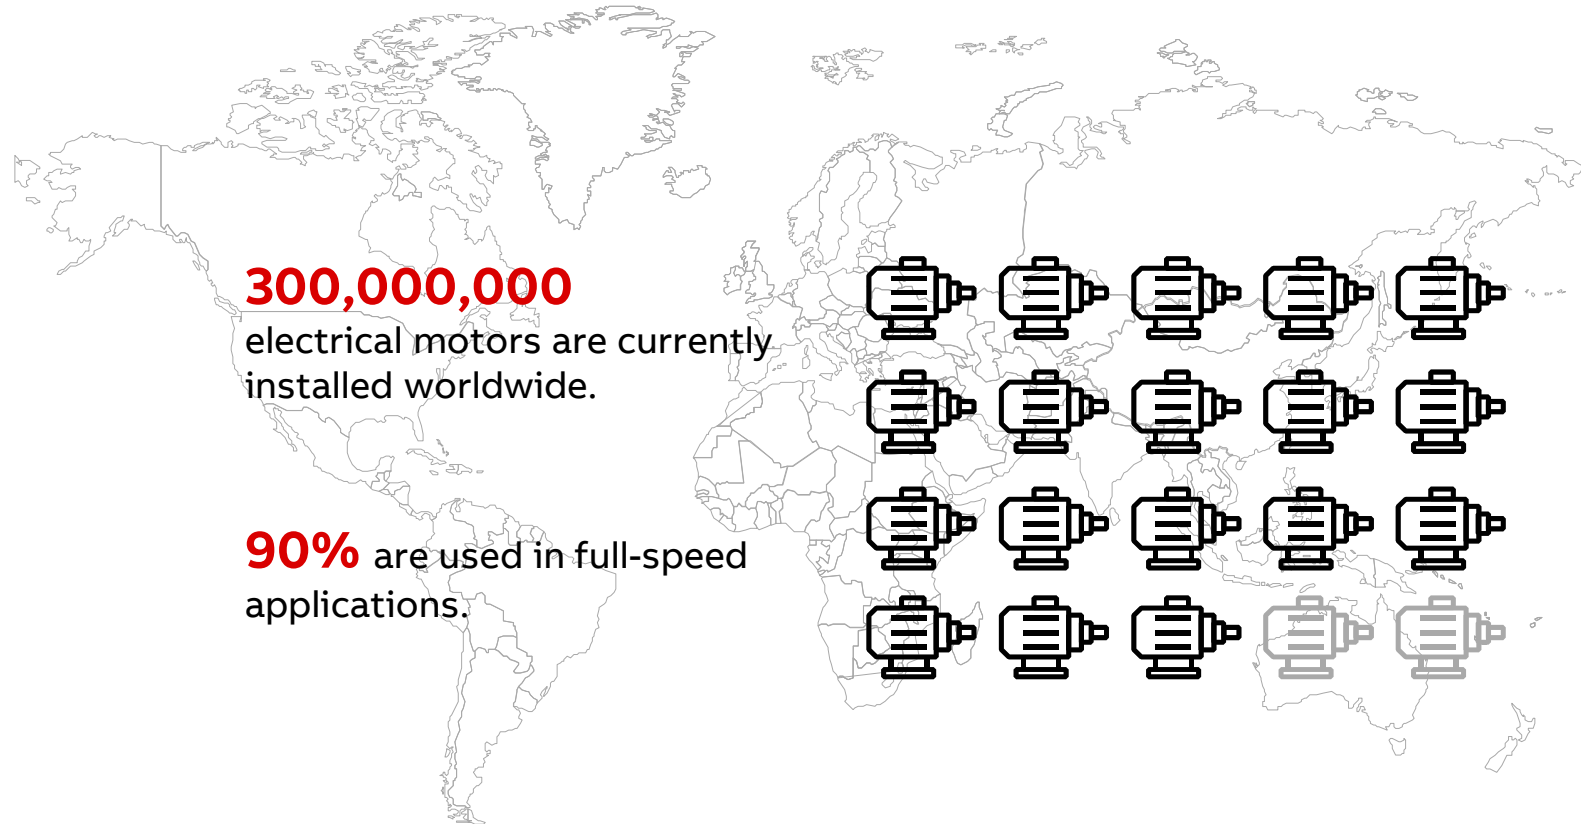 300,000,000
electrical motors are currently
installed worldwide.
90% are used in full-speed
applications.